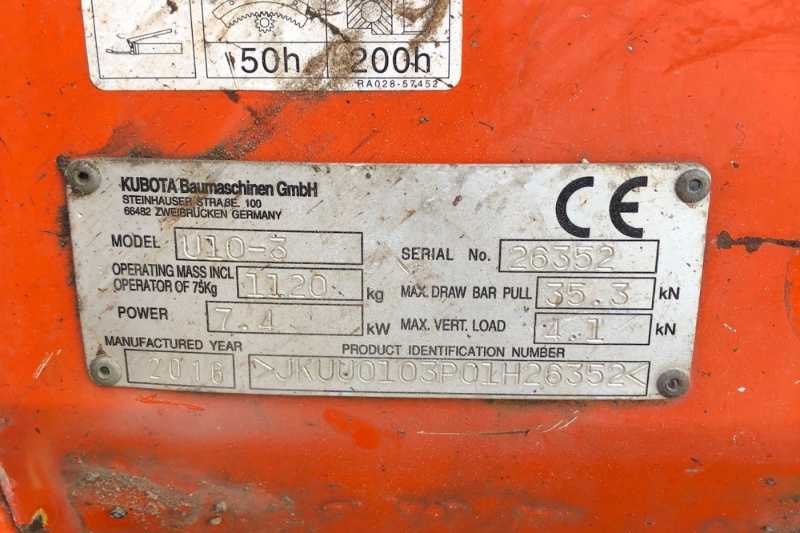 50h 200h
RA028-57452
KUBOTA Baumaschinen GmbH
STEINHAUSER STRAßE. 100
66482 ZWEIBRÜCKEN GERMANY
CE
MODEL U10-3 SERIAL No. 26352
OPERATING MASS INCL
OPERATOR OF 75Kg 1120 kg MAX. DRAW BAR PULL 35.3 kN
POWER 7.4 kW MAX. VERT. LOAD 4.1 kN
MANUFACTURED YEAR PRODUCT IDENTIFICATION NUMBER
2016 >JKUU0103P01H26352<